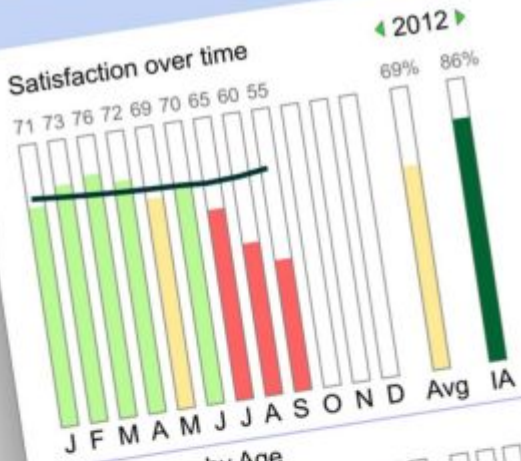 2012
Satisfaction over time
69% 86%
71 73 76 72 69 70 65 60 55
J F M A M J J A S O N D Avg IA
by Age